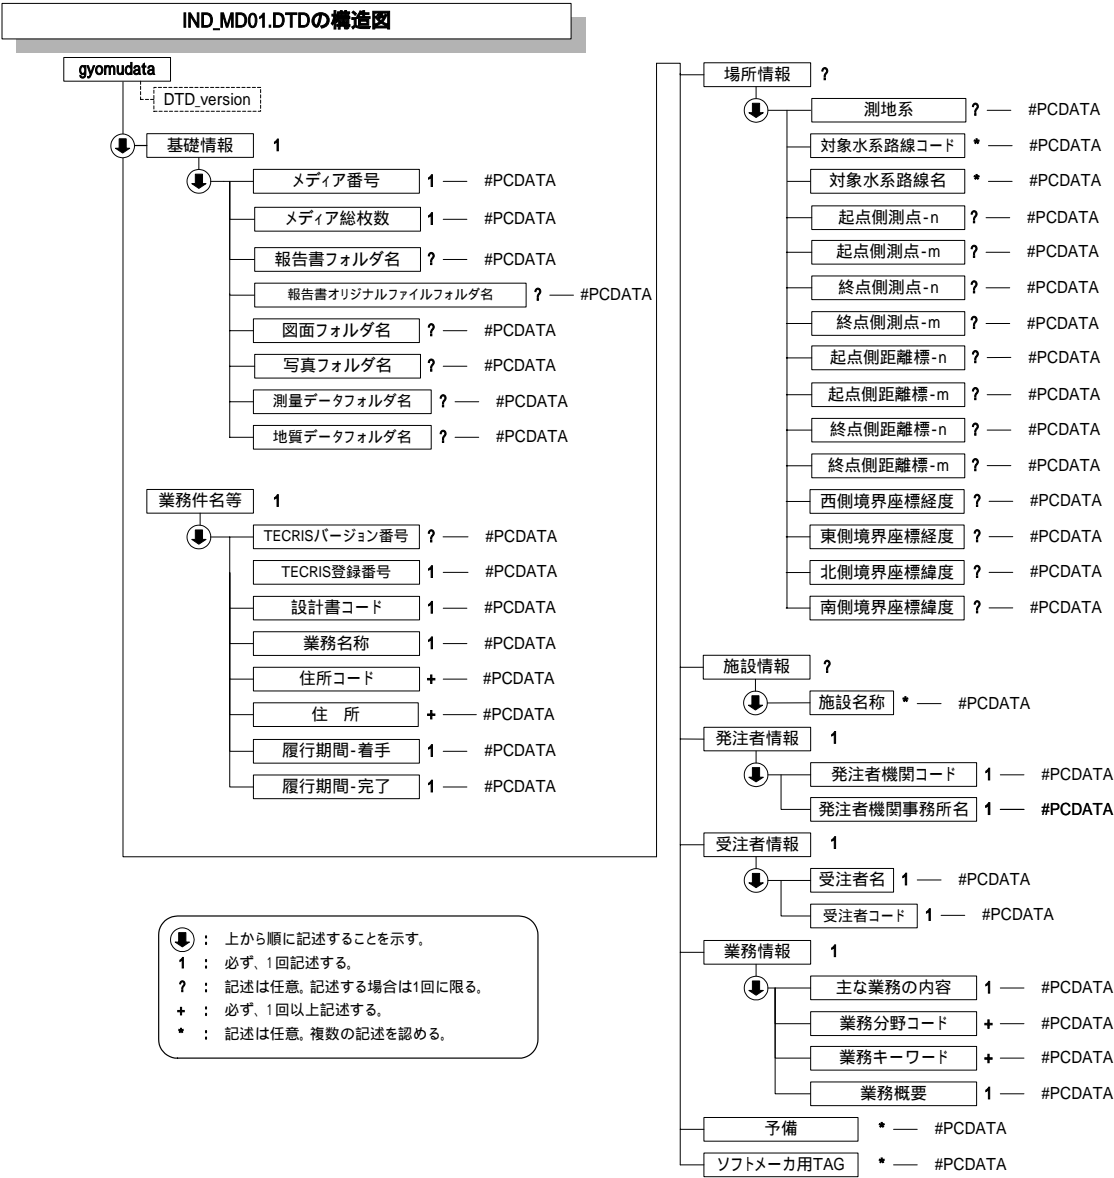 IND_MD01.DTDの構造図
gyomudata
DTD_version
基礎情報 1
メディア番号 1 #PCDATA
メディア総枚数 1 #PCDATA
報告書フォルダ名 ? #PCDATA
報告書オリジナルファイルフォルダ名 ? #PCDATA
図面フォルダ名 ? #PCDATA
写真フォルダ名 ? #PCDATA
測量データフォルダ名 ? #PCDATA
地質データフォルダ名 ? #PCDATA
業務件名等 1
TECRISバージョン番号 ? #PCDATA
TECRIS登録番号 1 #PCDATA
設計書コード 1 #PCDATA
業務名称 1 #PCDATA
住所コード + #PCDATA
住　所 + #PCDATA
履行期間-着手 1 #PCDATA
履行期間-完了 1 #PCDATA
場所情報 ?
測地系 ? #PCDATA
対象水系路線コード * #PCDATA
対象水系路線名 * #PCDATA
起点側測点-n ? #PCDATA
起点側測点-m ? #PCDATA
終点側測点-n ? #PCDATA
終点側測点-m ? #PCDATA
起点側距離標-n ? #PCDATA
起点側距離標-m ? #PCDATA
終点側距離標-n ? #PCDATA
終点側距離標-m ? #PCDATA
西側境界座標経度 ? #PCDATA
東側境界座標経度 ? #PCDATA
北側境界座標緯度 ? #PCDATA
南側境界座標緯度 ? #PCDATA
施設情報 ?
施設名称 * #PCDATA
発注者情報 1
発注者機関コード 1 #PCDATA
発注者機関事務所名 1 #PCDATA
受注者情報 1
受注者名 1 #PCDATA
受注者コード 1 #PCDATA
業務情報 1
主な業務の内容 1 #PCDATA
業務分野コード + #PCDATA
業務キーワード + #PCDATA
業務概要 1 #PCDATA
予備 * #PCDATA
ソフトメーカ用TAG * #PCDATA
： 上から順に記述することを示す。
1 ： 必ず、1回記述する。
? ： 記述は任意。記述する場合は1回に限る。
+ ： 必ず、1回以上記述する。
* ： 記述は任意。複数の記述を認める。